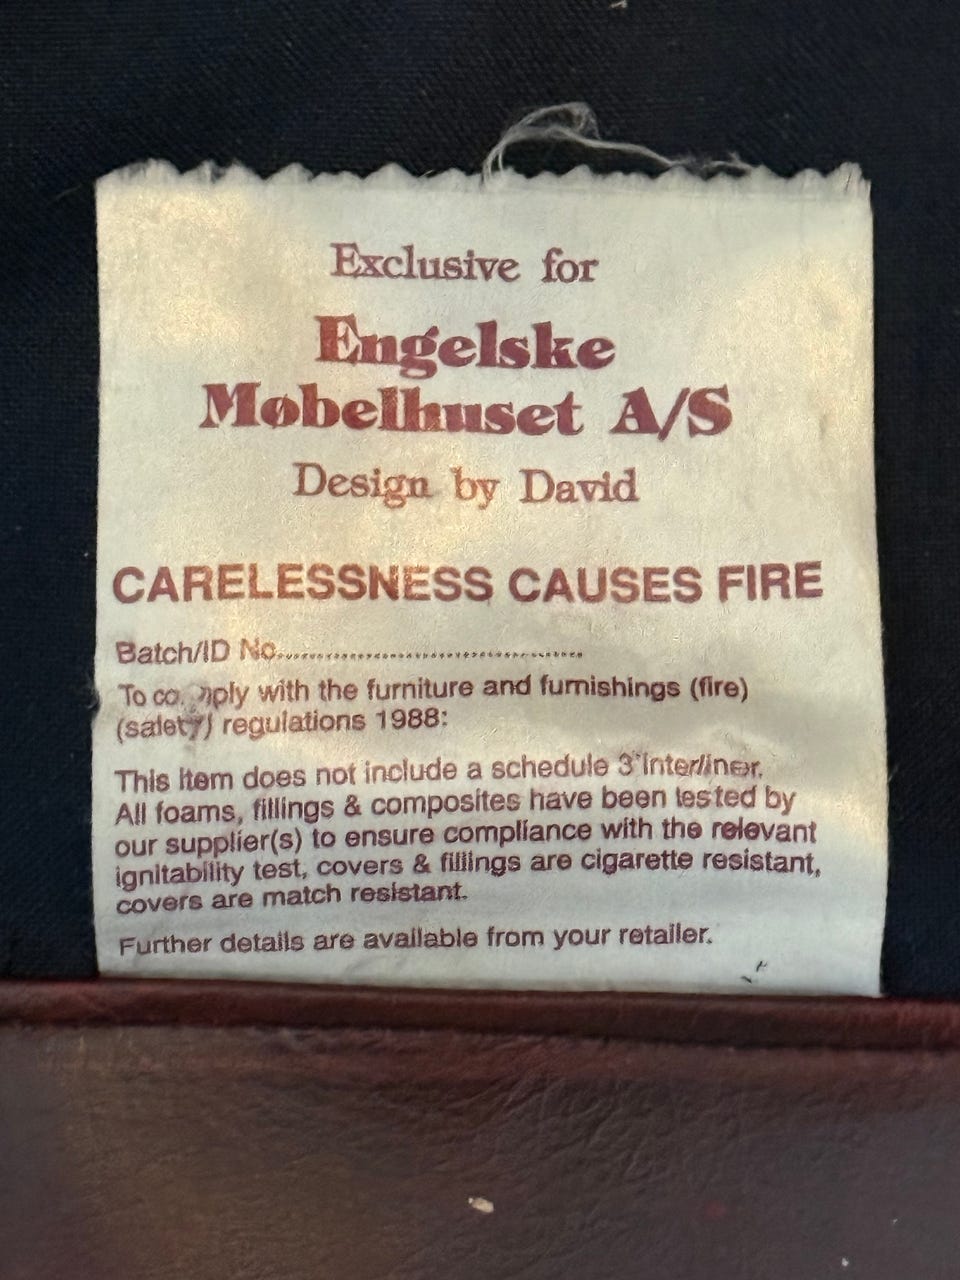 Exclusive for
Engelske
Møbelhuset A/S
Design by David
CARELESSNESS CAUSES FIRE
Batch/ID No..........................................
To comply with the furniture and furnishings (fire)
(safety) regulations 1988:
This item does not include a schedule 3 interliner.
All foams, fillings & composites have been tested by
our supplier(s) to ensure compliance with the relevant
ignitability test, covers & fillings are cigarette resistant,
covers are match resistant.
Further details are available from your retailer.